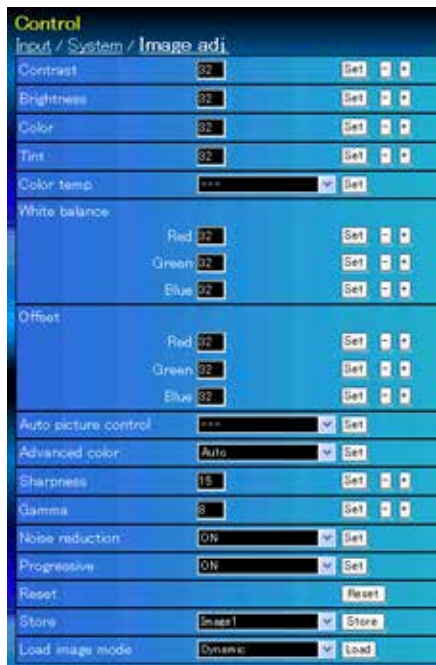 Control
Input / System / Image adj.
Contrast 32 Set - +
Brightness 32 Set - +
Color 32 Set - +
Tint 32 Set - +
Color temp. --- Set
White balance
Red 32 Set - +
Green 32 Set - +
Blue 32 Set - +
Offset
Red 32 Set - +
Green 32 Set - +
Blue 32 Set - +
Auto picture control --- Set
Advanced color Auto Set
Sharpness 15 Set - +
Gamma 8 Set - +
Noise reduction ON Set
Progressive ON Set
Reset Reset
Store Image1 Store
Load image mode Dynamic Load